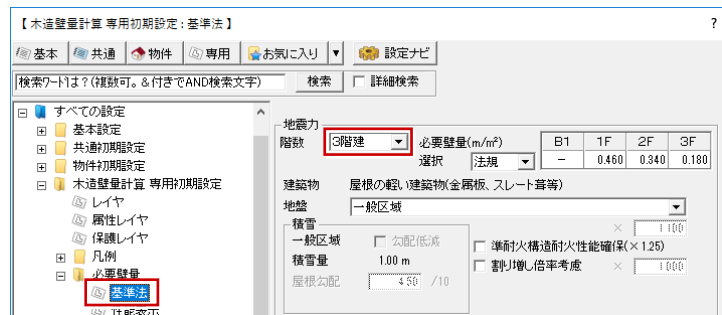 【 木造壁量計算 専用初期設定 : 基準法 】 ?
基本 共通 物件 専用 お気に入り ▼ 設定ナビ
検索ワードは？(複数可。＆付きでAND検索文字) 検索 詳細検索
すべての設定
基本設定
共通初期設定
物件初期設定
木造壁量計算 専用初期設定
レイヤ
属性レイヤ
保護レイヤ
凡例
必要壁量
基準法
地震力
階数 3階建 必要壁量(m/m²) B1 1F 2F 3F
選択 法規 － 0.460 0.340 0.180
建築物 屋根の軽い建築物(金属板、スレート葺等)
地盤 一般区域
積雪
一般区域 勾配低減
積雪量 1.00 m
屋根勾配 4.50 /10
× 1.100
準耐火構造耐火性能確保(×1.25)
割り増し倍率考慮 × 1.000